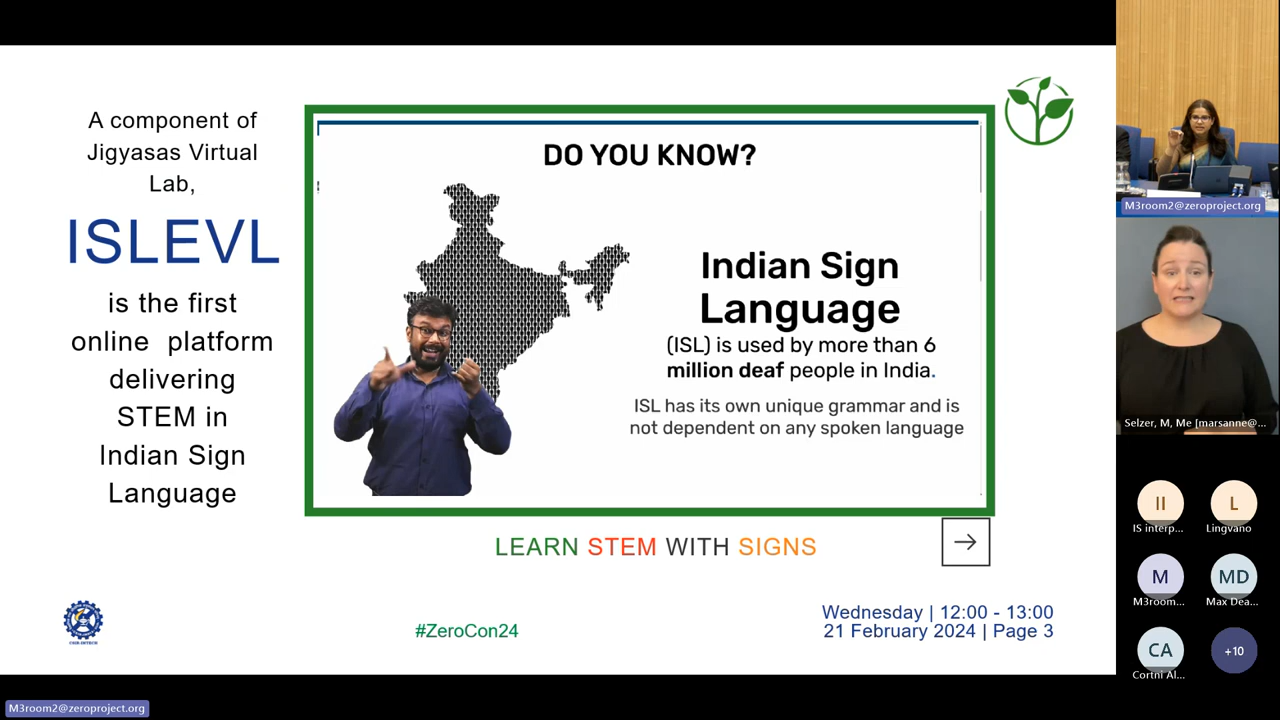 A component of
Jigyasas Virtual
Lab,
ISLEVL
is the first
online platform
delivering
STEM in
Indian Sign
Language
DO YOU KNOW?
Indian Sign
Language
(ISL) is used by more than 6
million deaf people in India.
ISL has its own unique grammar and is
not dependent on any spoken language
LEARN STEM WITH SIGNS
#ZeroCon24
Wednesday | 12:00 - 13:00
21 February 2024 | Page 3
M3room2@zeroproject.org
Selzer, M, Me [marsanne@...
II
L
IS interp...
Lingvano
M
MD
M3room...
Max Dea...
CA
+10
Cortni Al...
M3room2@zeroproject.org